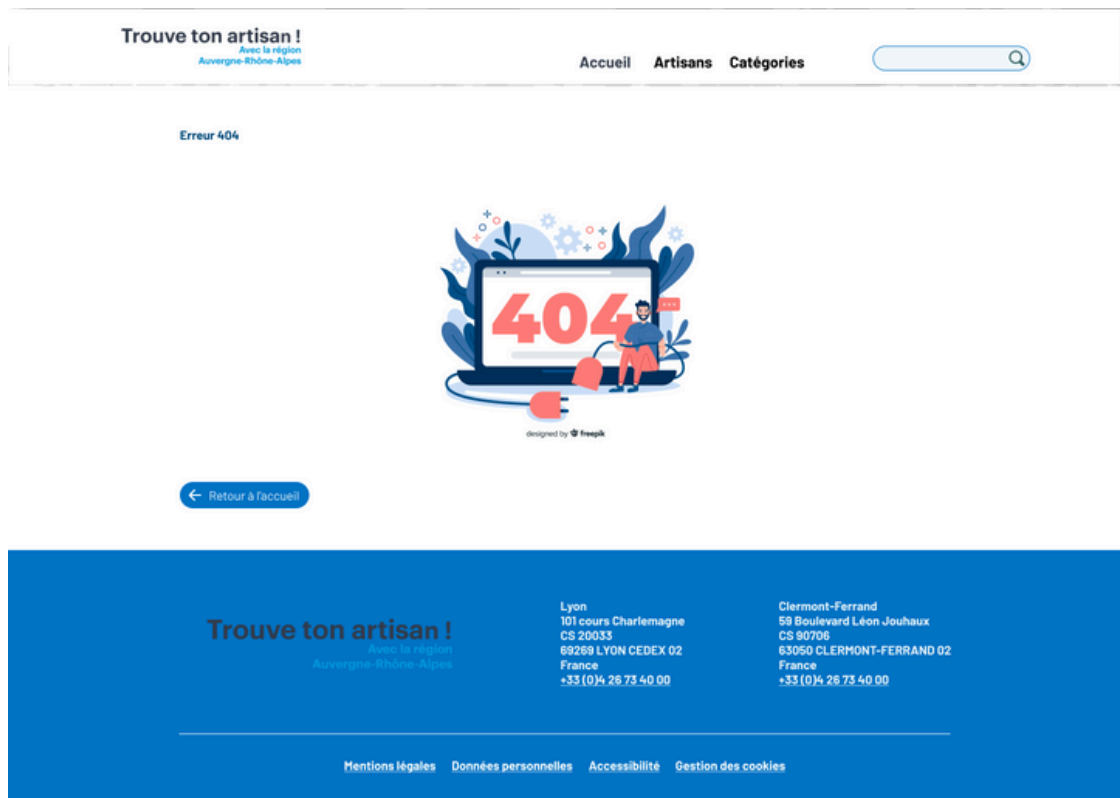 Trouve ton artisan !
Avec la région
Auvergne-Rhône-Alpes
Accueil Artisans Catégories
Erreur 404
404
designed by freepik
Retour à l'accueil
Trouve ton artisan !
Avec la région
Auvergne-Rhône-Alpes
Lyon
101 cours Charlemagne
CS 20033
69269 LYON CEDEX 02
France
+33 (0)4 26 73 40 00
Clermont-Ferrand
59 Boulevard Léon Jouhaux
CS 90706
63050 CLERMONT-FERRAND 02
France
+33 (0)4 26 73 40 00
Mentions légales Données personnelles Accessibilité Gestion des cookies